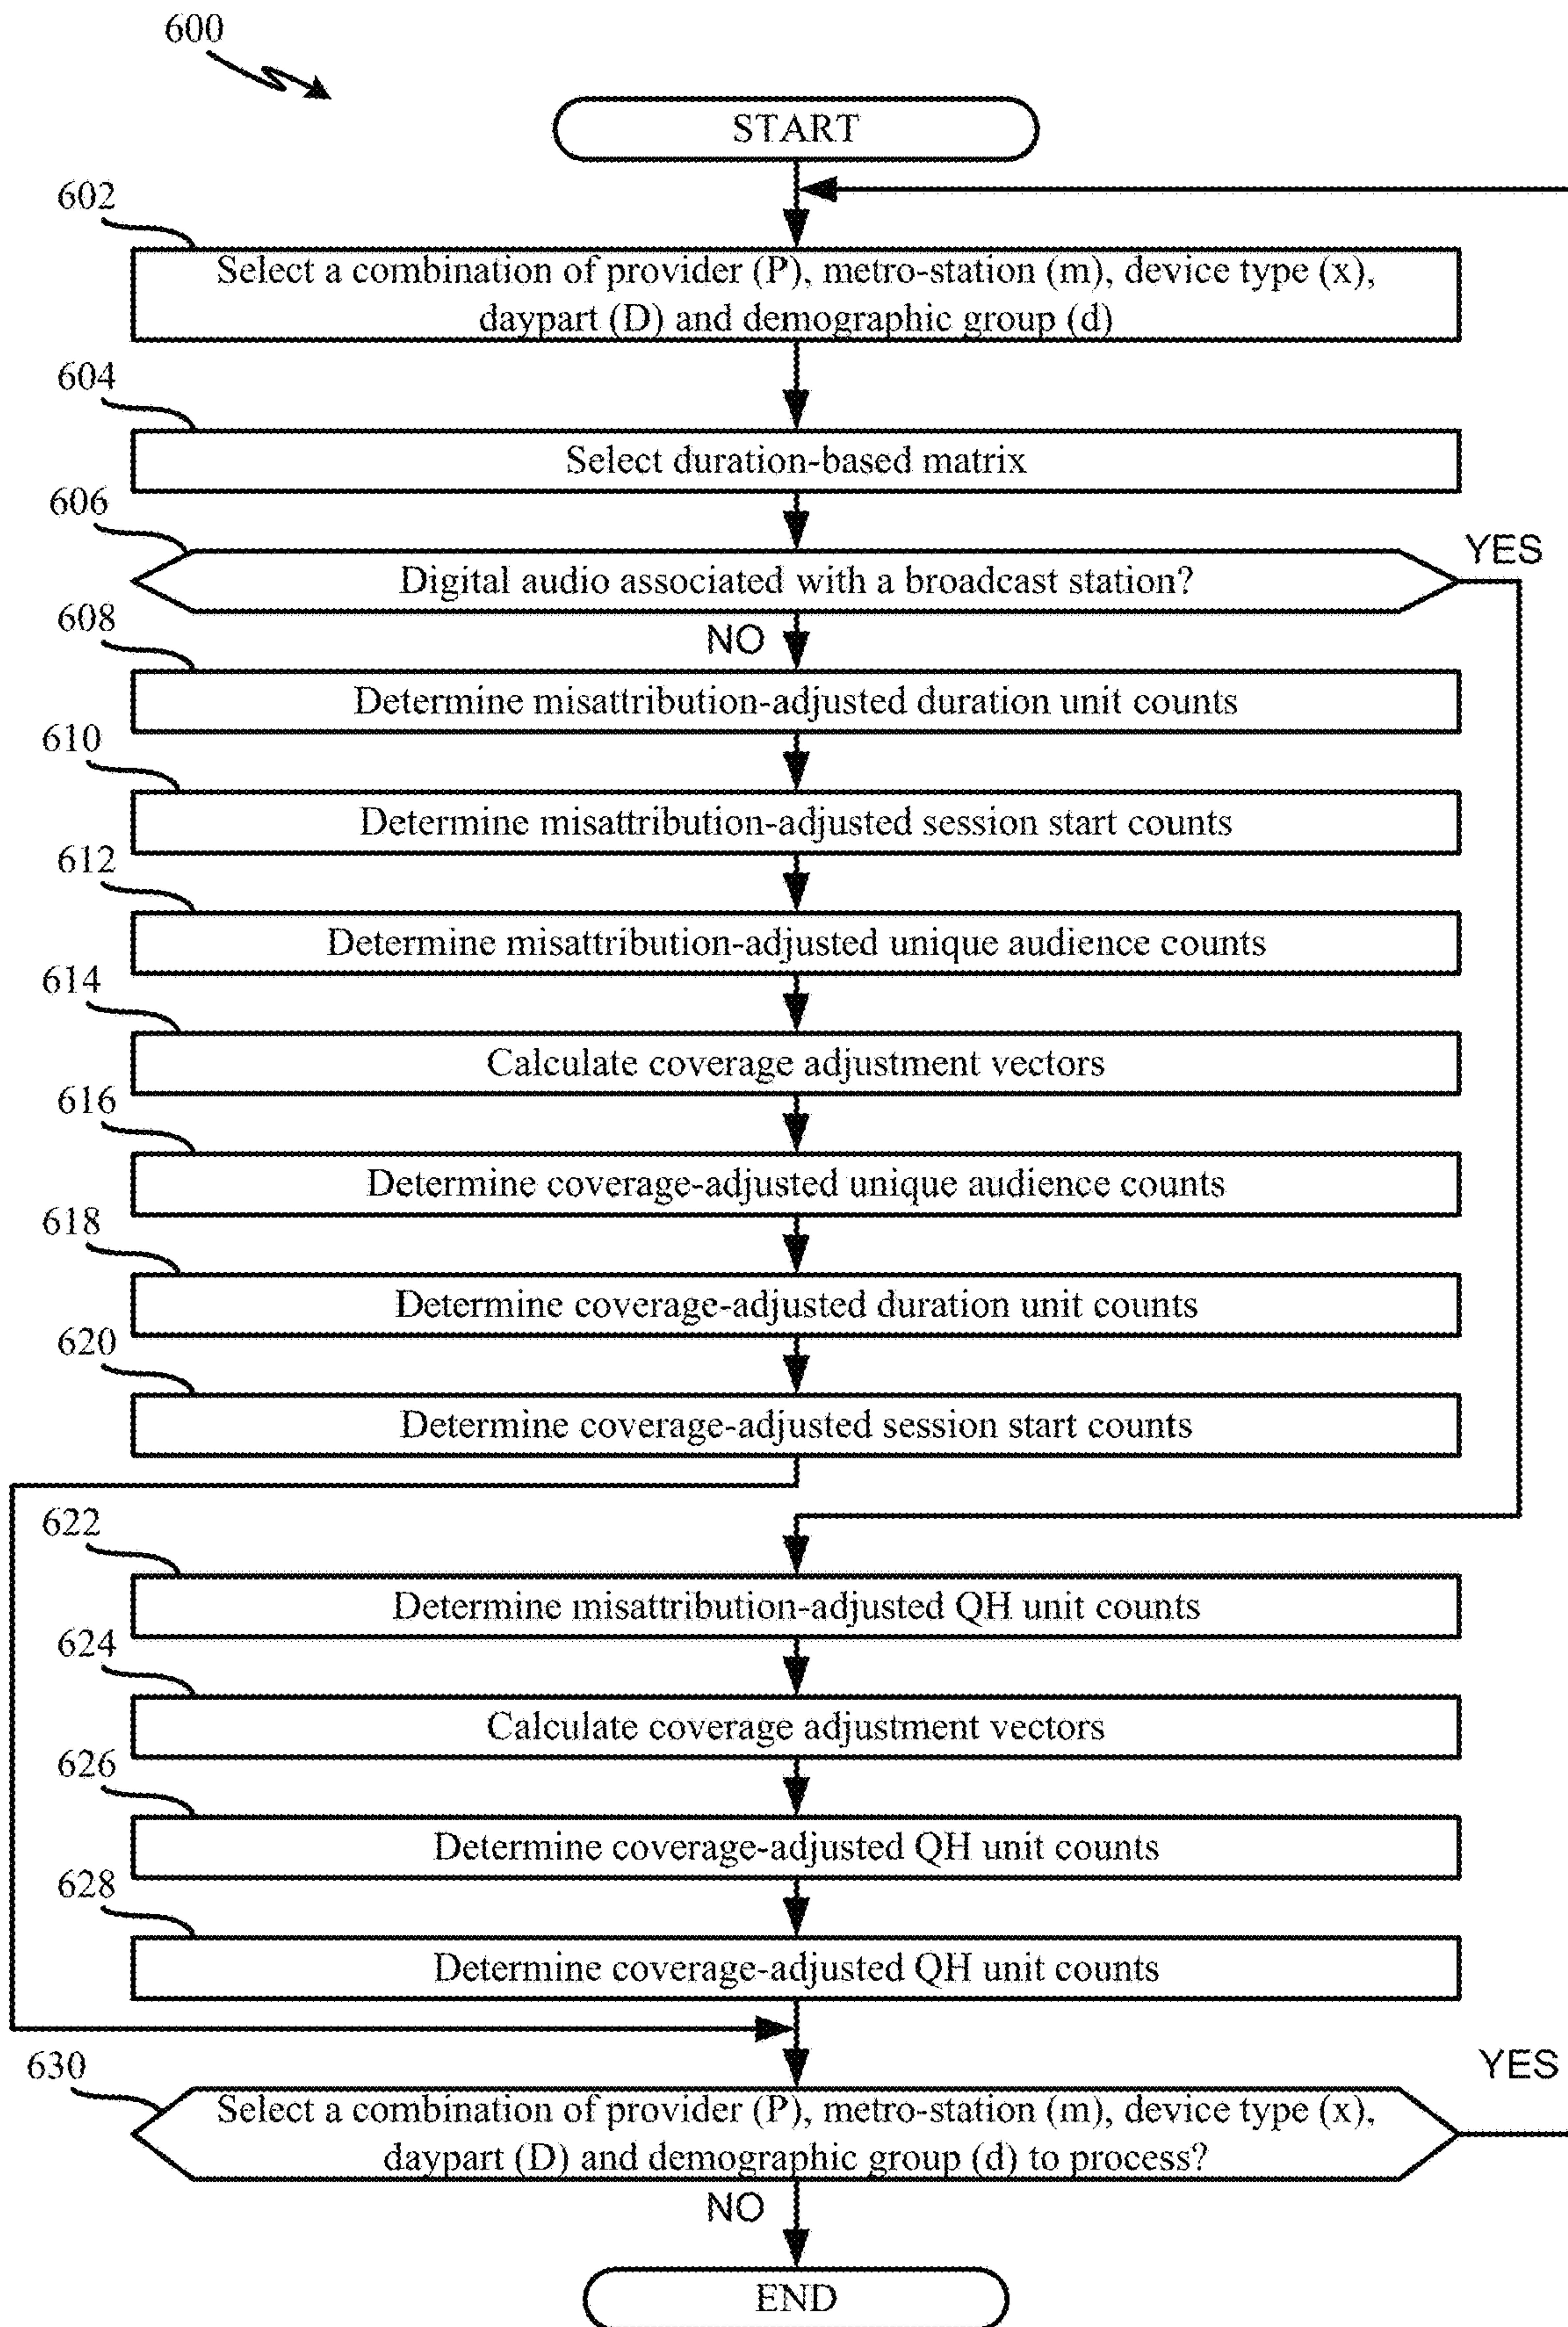 600
START
602
Select a combination of provider (P), metro-station (m), device type (x),
daypart (D) and demographic group (d)
604
Select duration-based matrix
606
Digital audio associated with a broadcast station?
YES
NO
608
Determine misattribution-adjusted duration unit counts
610
Determine misattribution-adjusted session start counts
612
Determine misattribution-adjusted unique audience counts
614
Calculate coverage adjustment vectors
616
Determine coverage-adjusted unique audience counts
618
Determine coverage-adjusted duration unit counts
620
Determine coverage-adjusted session start counts
622
Determine misattribution-adjusted QH unit counts
624
Calculate coverage adjustment vectors
626
Determine coverage-adjusted QH unit counts
628
Determine coverage-adjusted QH unit counts
630
Select a combination of provider (P), metro-station (m), device type (x),
daypart (D) and demographic group (d) to process?
YES
NO
END